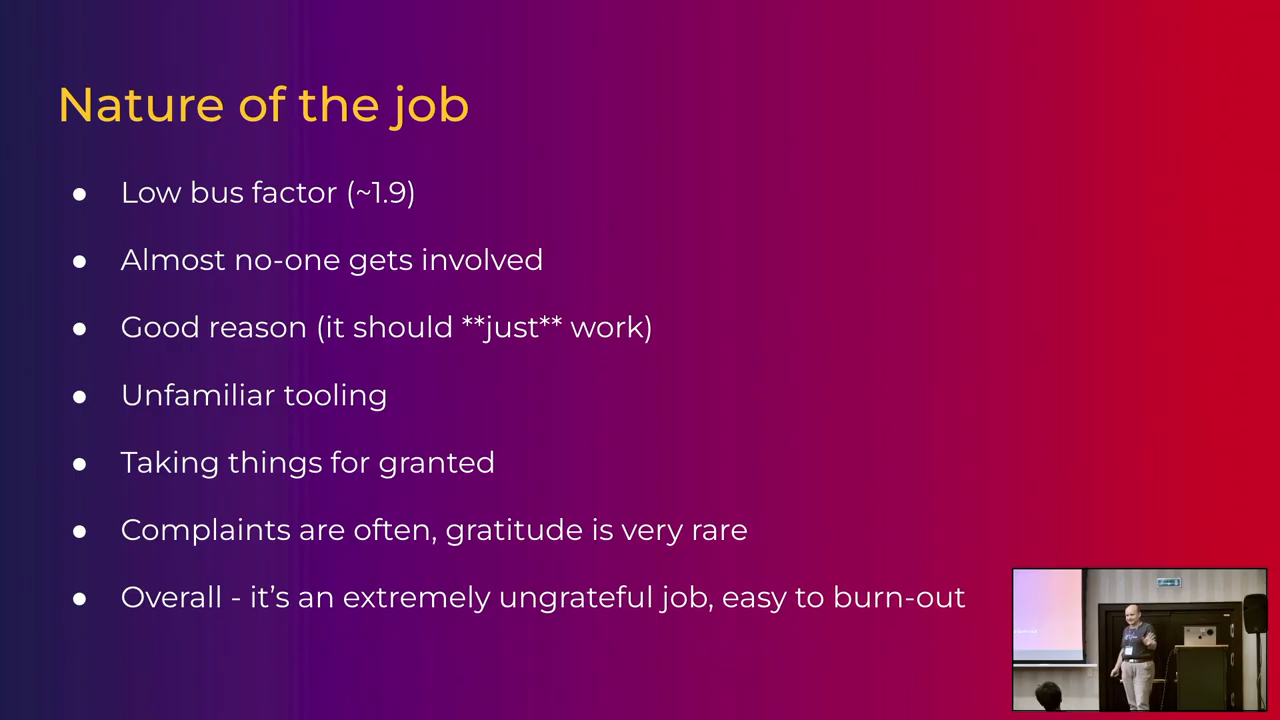 Nature of the job
● Low bus factor (~1.9)
● Almost no-one gets involved
● Good reason (it should **just** work)
● Unfamiliar tooling
● Taking things for granted
● Complaints are often, gratitude is very rare
● Overall - it’s an extremely ungrateful job, easy to burn-out